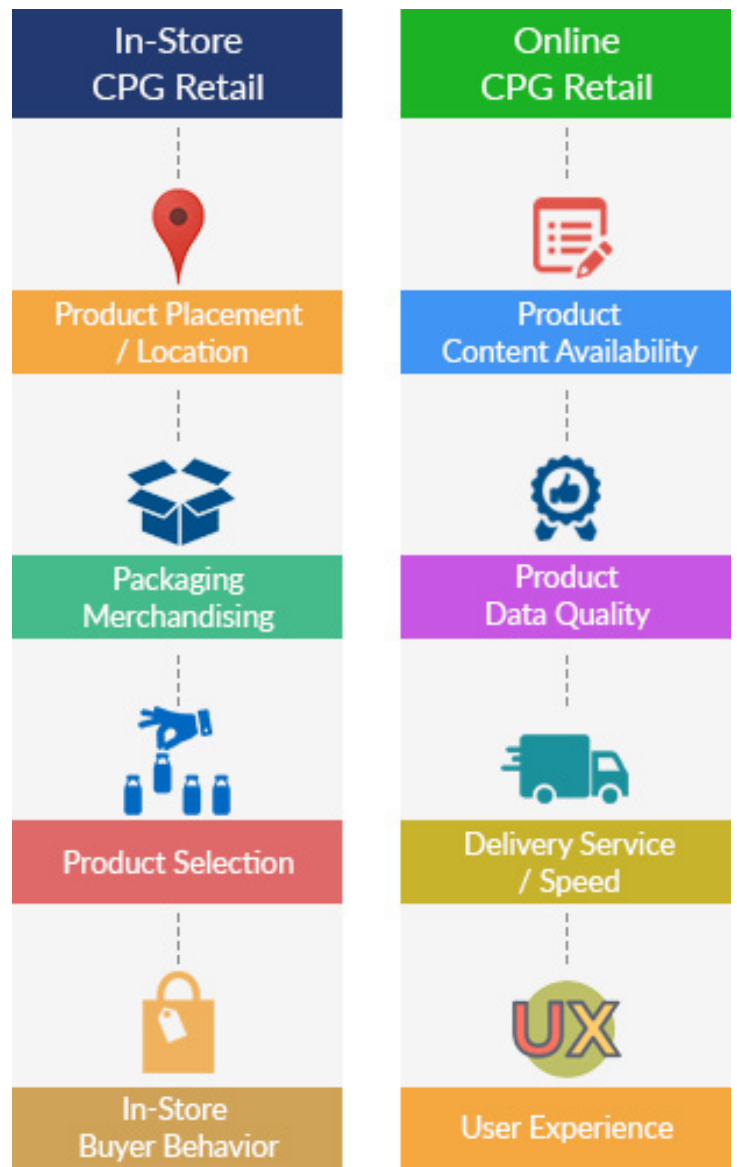 In-Store
CPG Retail
Product Placement
/ Location
Packaging
Merchandising
Product Selection
In-Store
Buyer Behavior
Online
CPG Retail
Product
Content Availability
Product
Data Quality
Delivery Service
/ Speed
UX
User Experience